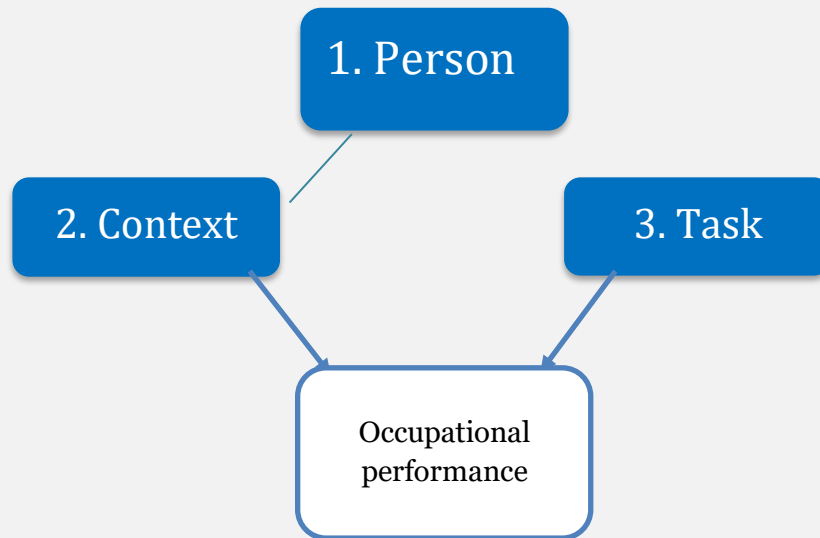 1. Person
2. Context
3. Task
Occupational
performance